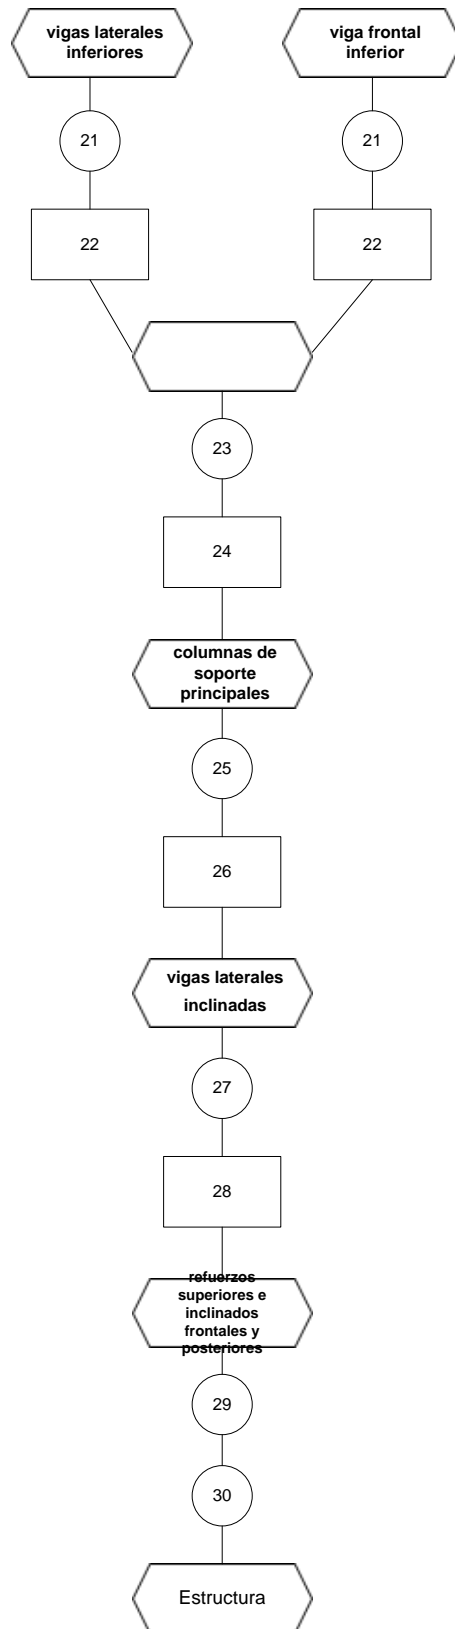 vigas laterales
inferiores
viga frontal
inferior
21
21
22
22
23
24
columnas de
soporte
principales
25
26
vigas laterales
inclinadas
27
28
refuerzos
superiores e
inclinados
frontales y
posteriores
29
30
Estructura